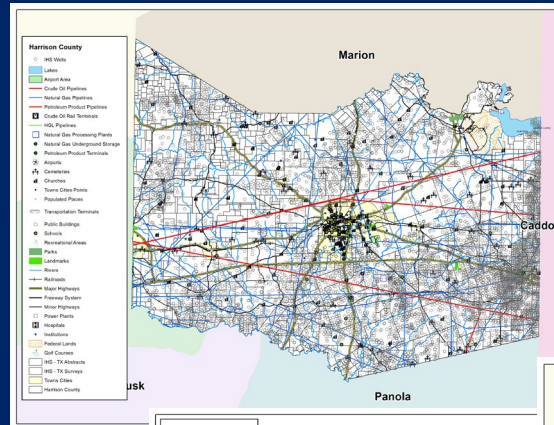 Harrison County
IHS Wells
Lakes
Airport Area
Crude Oil Pipelines
Natural Gas Pipelines
Petroleum Product Pipelines
Crude Oil Rail Terminals
HGL Pipelines
Natural Gas Processing Plants
Natural Gas Underground Storage
Petroleum Product Terminals
Airports
Cemeteries
Churches
Towns Cities Points
Populated Places
Transportation Terminals
Public Buildings
Schools
Recreational Areas
Parks
Landmarks
Rivers
Railroads
Major Highways
Freeway System
Minor Highways
Power Plants
Hospitals
Institutions
Federal Lands
Golf Courses
IHS - TX Abstracts
IHS - TX Surveys
Towns Cities
Harrison County
Marion
Caddo
usk
Panola